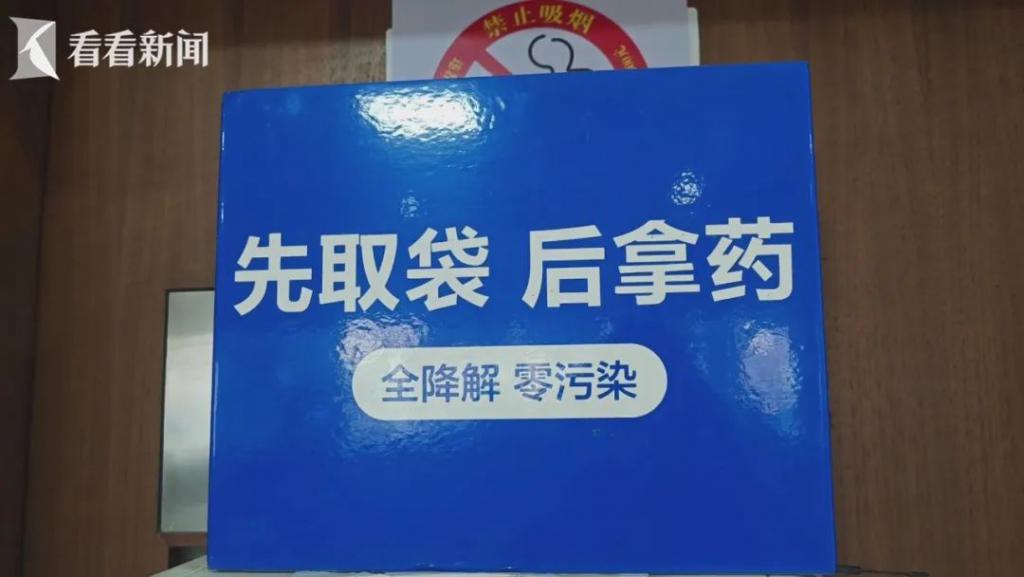 看看新闻
禁止吸烟
先取袋 后拿药
全降解 零污染